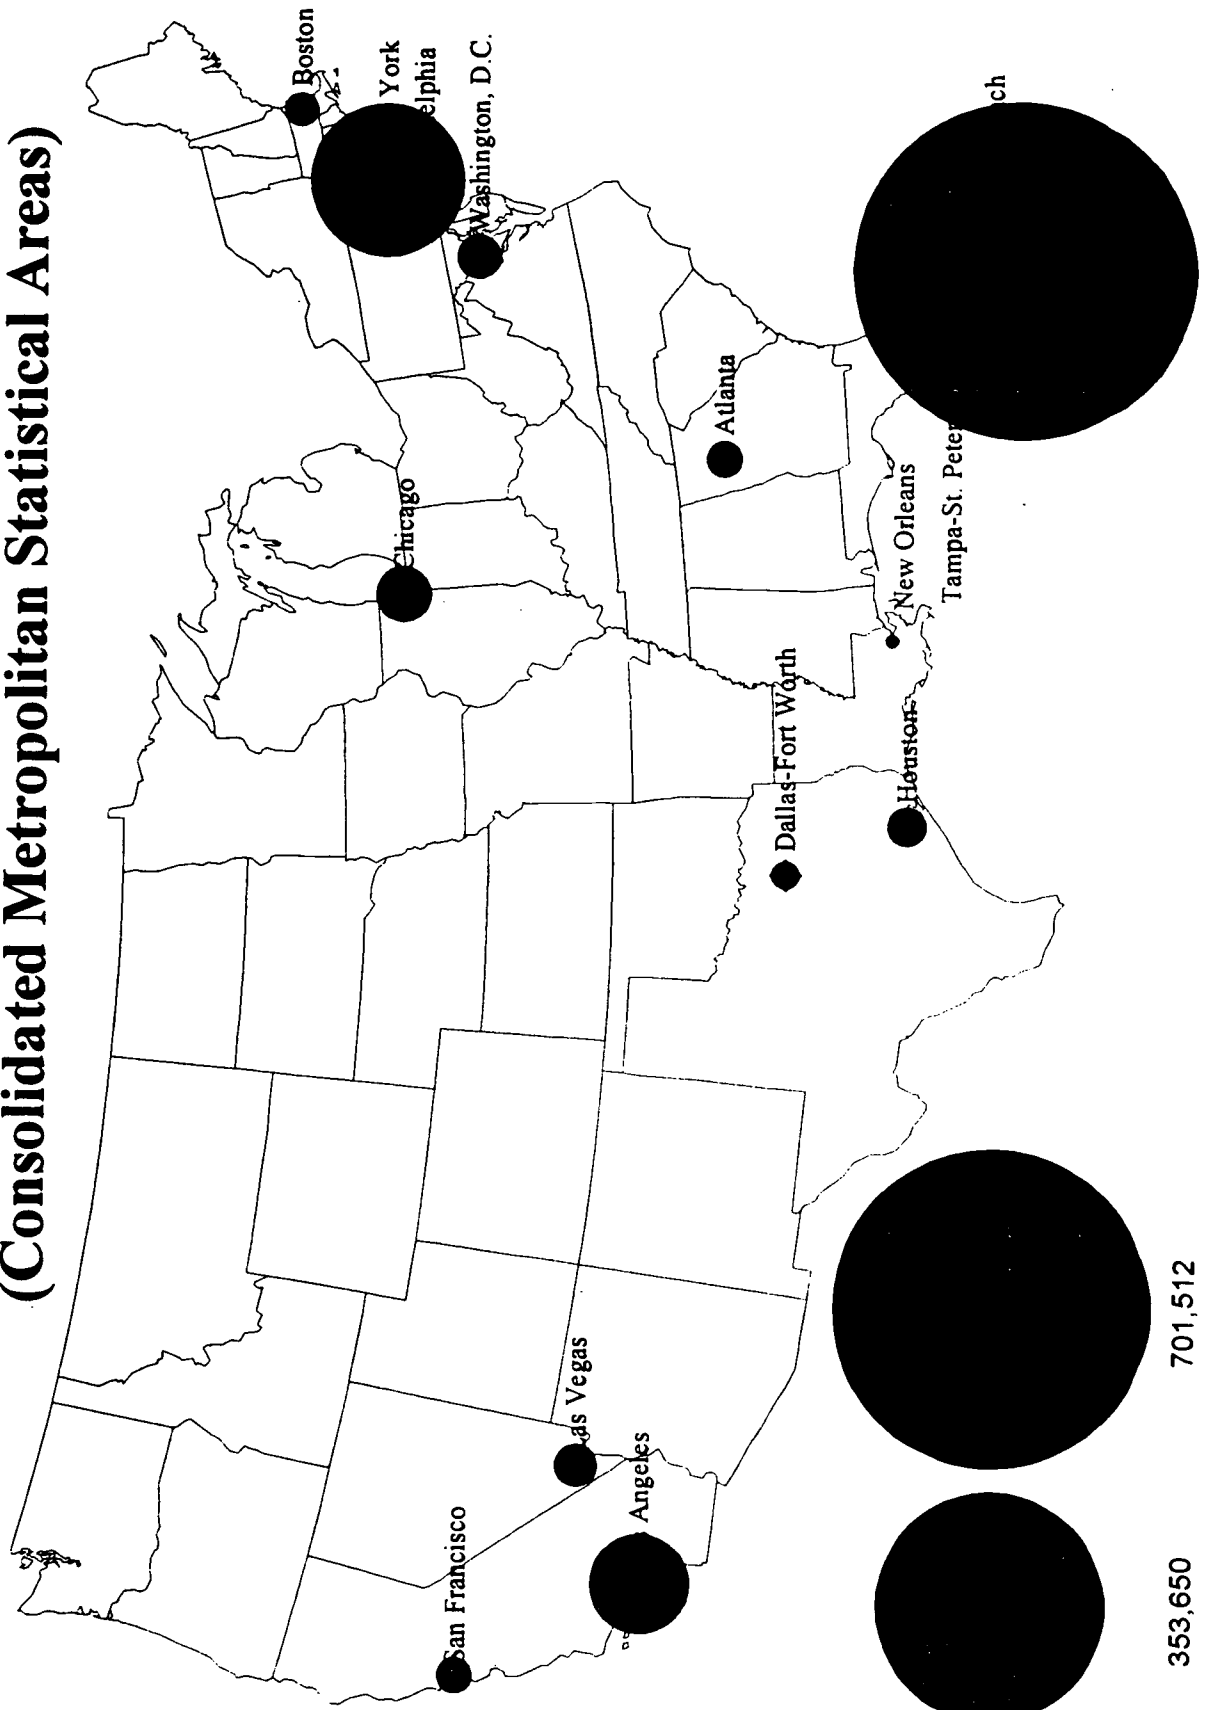 (Consolidated Metropolitan Statistical Areas)
Boston
York
elphia
Washington, D.C.
Chicago
Atlanta
ch
New Orleans
Tampa-St. Peter
Dallas-Fort Worth
Houston
as Vegas
Angeles
San Francisco
353,650
701,512